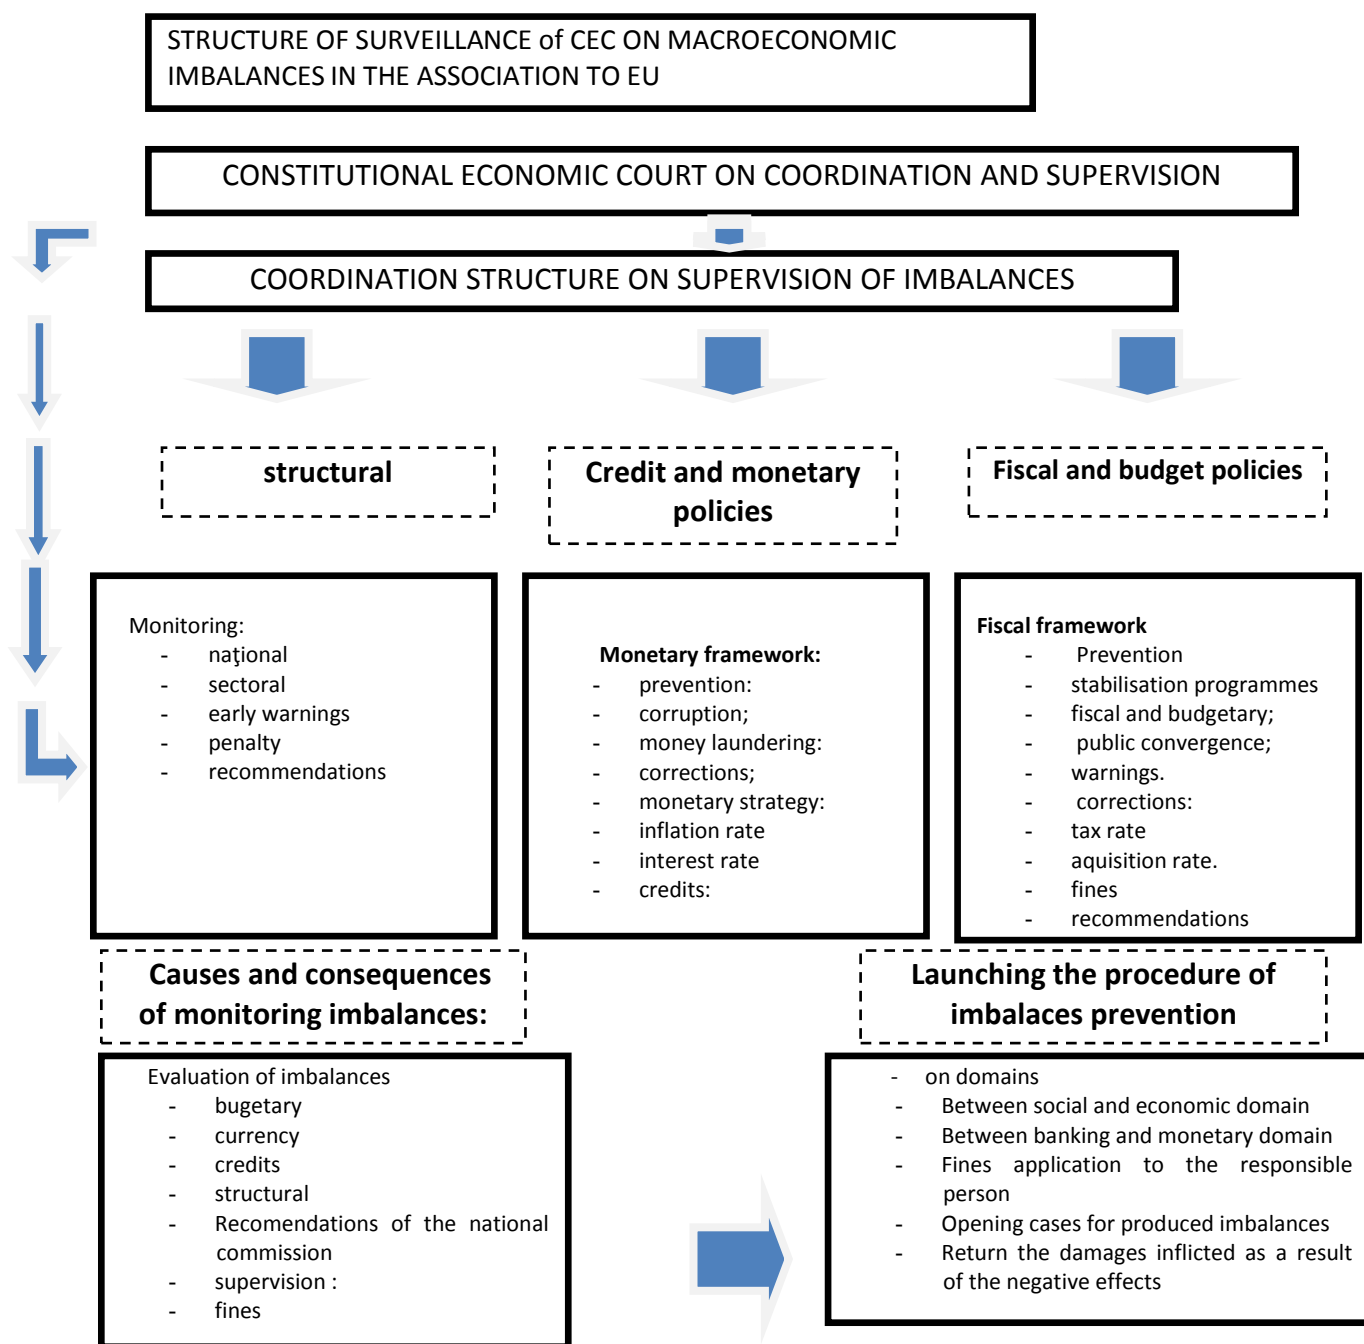 STRUCTURE OF SURVEILLANCE of CEC ON MACROECONOMIC
IMBALANCES IN THE ASSOCIATION TO EU
CONSTITUTIONAL ECONOMIC COURT ON COORDINATION AND SUPERVISION
COORDINATION STRUCTURE ON SUPERVISION OF IMBALANCES
structural
Credit and monetary
policies
Fiscal and budget policies
Monitoring:
- naţional
- sectoral
- early warnings
- penalty
- recommendations
Monetary framework:
- prevention:
- corruption;
- money laundering:
- corrections;
- monetary strategy:
- inflation rate
- interest rate
- credits:
Fiscal framework
- Prevention
- stabilisation programmes
- fiscal and budgetary;
- public convergence;
- warnings.
- corrections:
- tax rate
- aquisition rate.
- fines
- recommendations
Causes and consequences
of monitoring imbalances:
Launching the procedure of
imbalaces prevention
Evaluation of imbalances
- bugetary
- currency
- credits
- structural
- Recomendations of the national
commission
- supervision :
- fines
- on domains
- Between social and economic domain
- Between banking and monetary domain
- Fines application to the responsible
person
- Opening cases for produced imbalances
- Return the damages inflicted as a result
of the negative effects